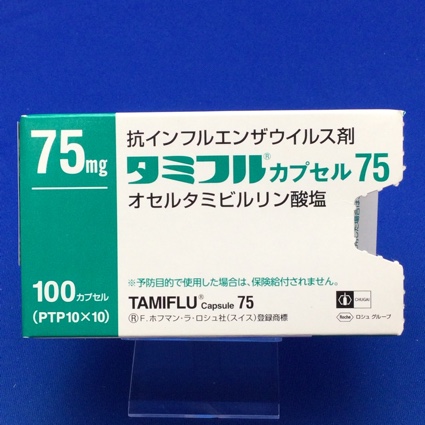 75mg
抗インフルエンザウイルス剤
タミフル®カプセル75
オセルタミビルリン酸塩
※予防目的で使用した場合は、保険給付されません。
100カプセル
(PTP10×10)
TAMIFLU® Capsule 75
Ⓡ F. ホフマン・ラ・ロシュ社(スイス)登録商標
CHUGAI
Roche ロシュ グループ